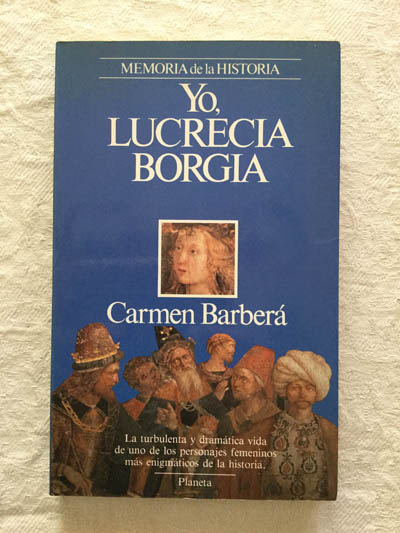 MEMORIA de la HISTORIA
Yo,
LUCRECIA
BORGIA
Carmen Barberá
La turbulenta y dramática vida
de uno de los personajes femeninos
más enigmáticos de la historia.
Planeta